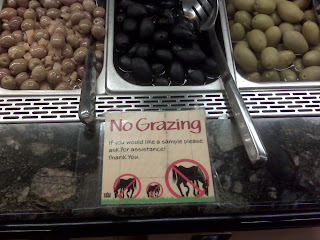 No Grazing
If you would like a sample please
ask for assistance!
Thank You.